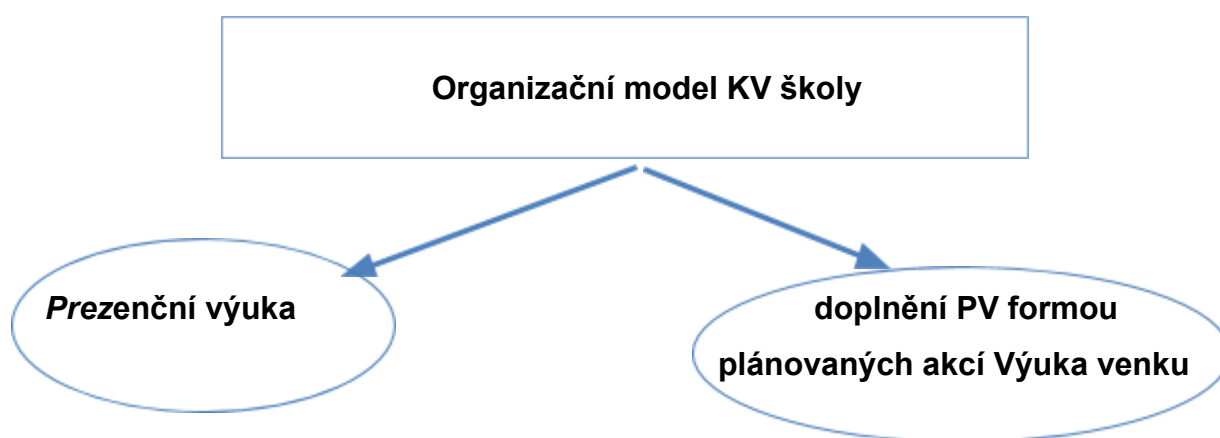 Organizační model KV školy
Prezenční výuka
doplnění PV formou
plánovaných akcí Výuka venku